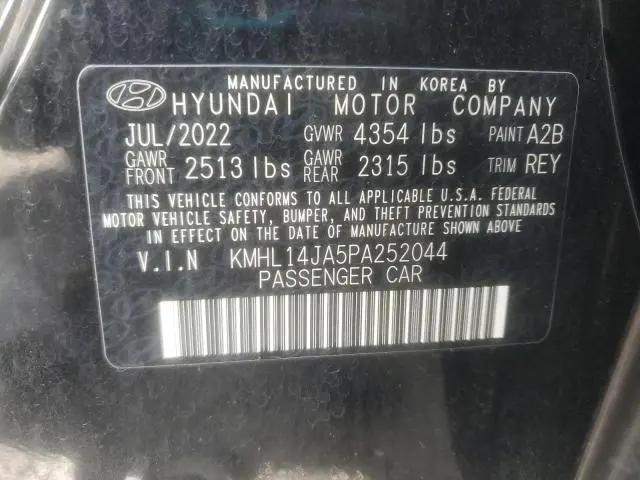 MANUFACTURED IN KOREA BY
HYUNDAI MOTOR COMPANY
JUL/2022 GVWR 4354 lbs PAINT A2B
GAWR FRONT 2513 lbs GAWR REAR 2315 lbs TRIM REY
THIS VEHICLE CONFORMS TO ALL APPLICABLE U.S.A. FEDERAL
MOTOR VEHICLE SAFETY, BUMPER, AND THEFT PREVENTION STANDARDS
IN EFFECT ON THE DATE OF MANUFACTURE SHOWN ABOVE
V.I.N KMHL14JA5PA252044
PASSENGER CAR